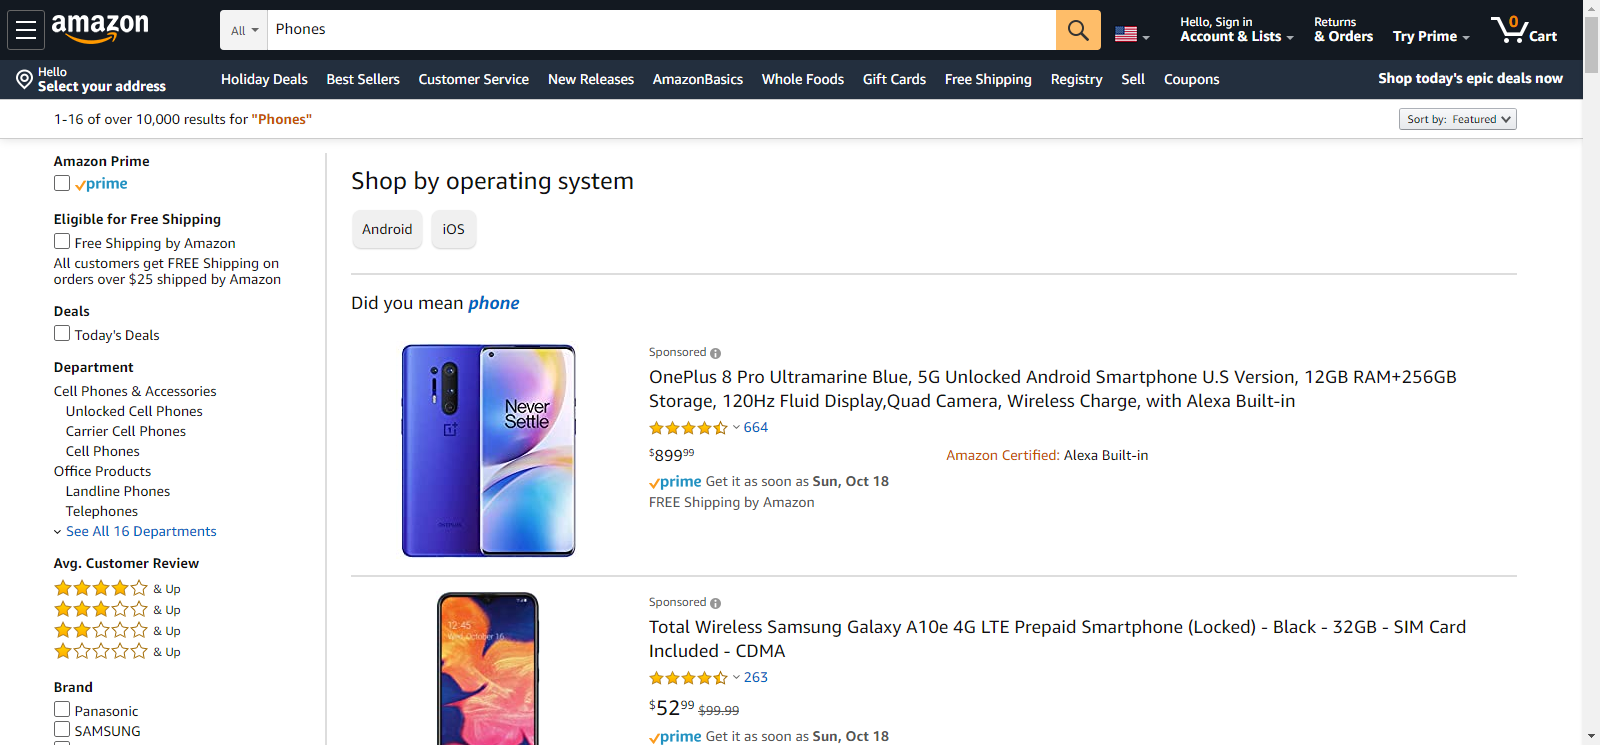 amazon
All
Phones
Hello, Sign in
Account & Lists
Returns
& Orders
Try Prime
0
Cart
Hello
Select your address
Holiday Deals
Best Sellers
Customer Service
New Releases
AmazonBasics
Whole Foods
Gift Cards
Free Shipping
Registry
Sell
Coupons
Shop today's epic deals now
1-16 of over 10,000 results for "Phones"
Sort by: Featured
Amazon Prime
prime
Eligible for Free Shipping
Free Shipping by Amazon
All customers get FREE Shipping on
orders over $25 shipped by Amazon
Deals
Today's Deals
Department
Cell Phones & Accessories
Unlocked Cell Phones
Carrier Cell Phones
Cell Phones
Office Products
Landline Phones
Telephones
See All 16 Departments
Avg. Customer Review
& Up
& Up
& Up
& Up
Brand
Panasonic
SAMSUNG
Shop by operating system
Android
iOS
Did you mean phone
Never
Settle
Sponsored
OnePlus 8 Pro Ultramarine Blue, 5G Unlocked Android Smartphone U.S Version, 12GB RAM+256GB
Storage, 120Hz Fluid Display,Quad Camera, Wireless Charge, with Alexa Built-in
664
$89999
Amazon Certified: Alexa Built-in
prime Get it as soon as Sun, Oct 18
FREE Shipping by Amazon
12:45
Wed, October 16
Sponsored
Total Wireless Samsung Galaxy A10e 4G LTE Prepaid Smartphone (Locked) - Black - 32GB - SIM Card
Included - CDMA
263
$5299 $99.99
prime Get it as soon as Sun, Oct 18